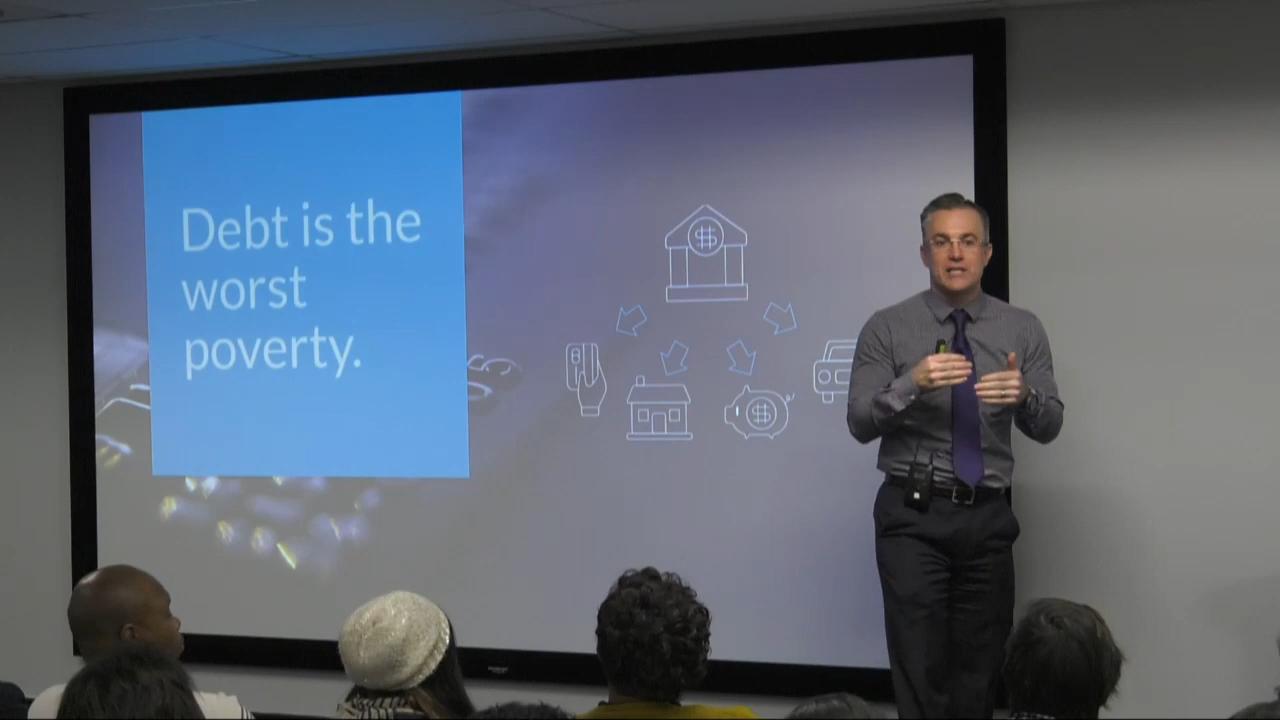 Debt is the
worst
poverty.
$
$